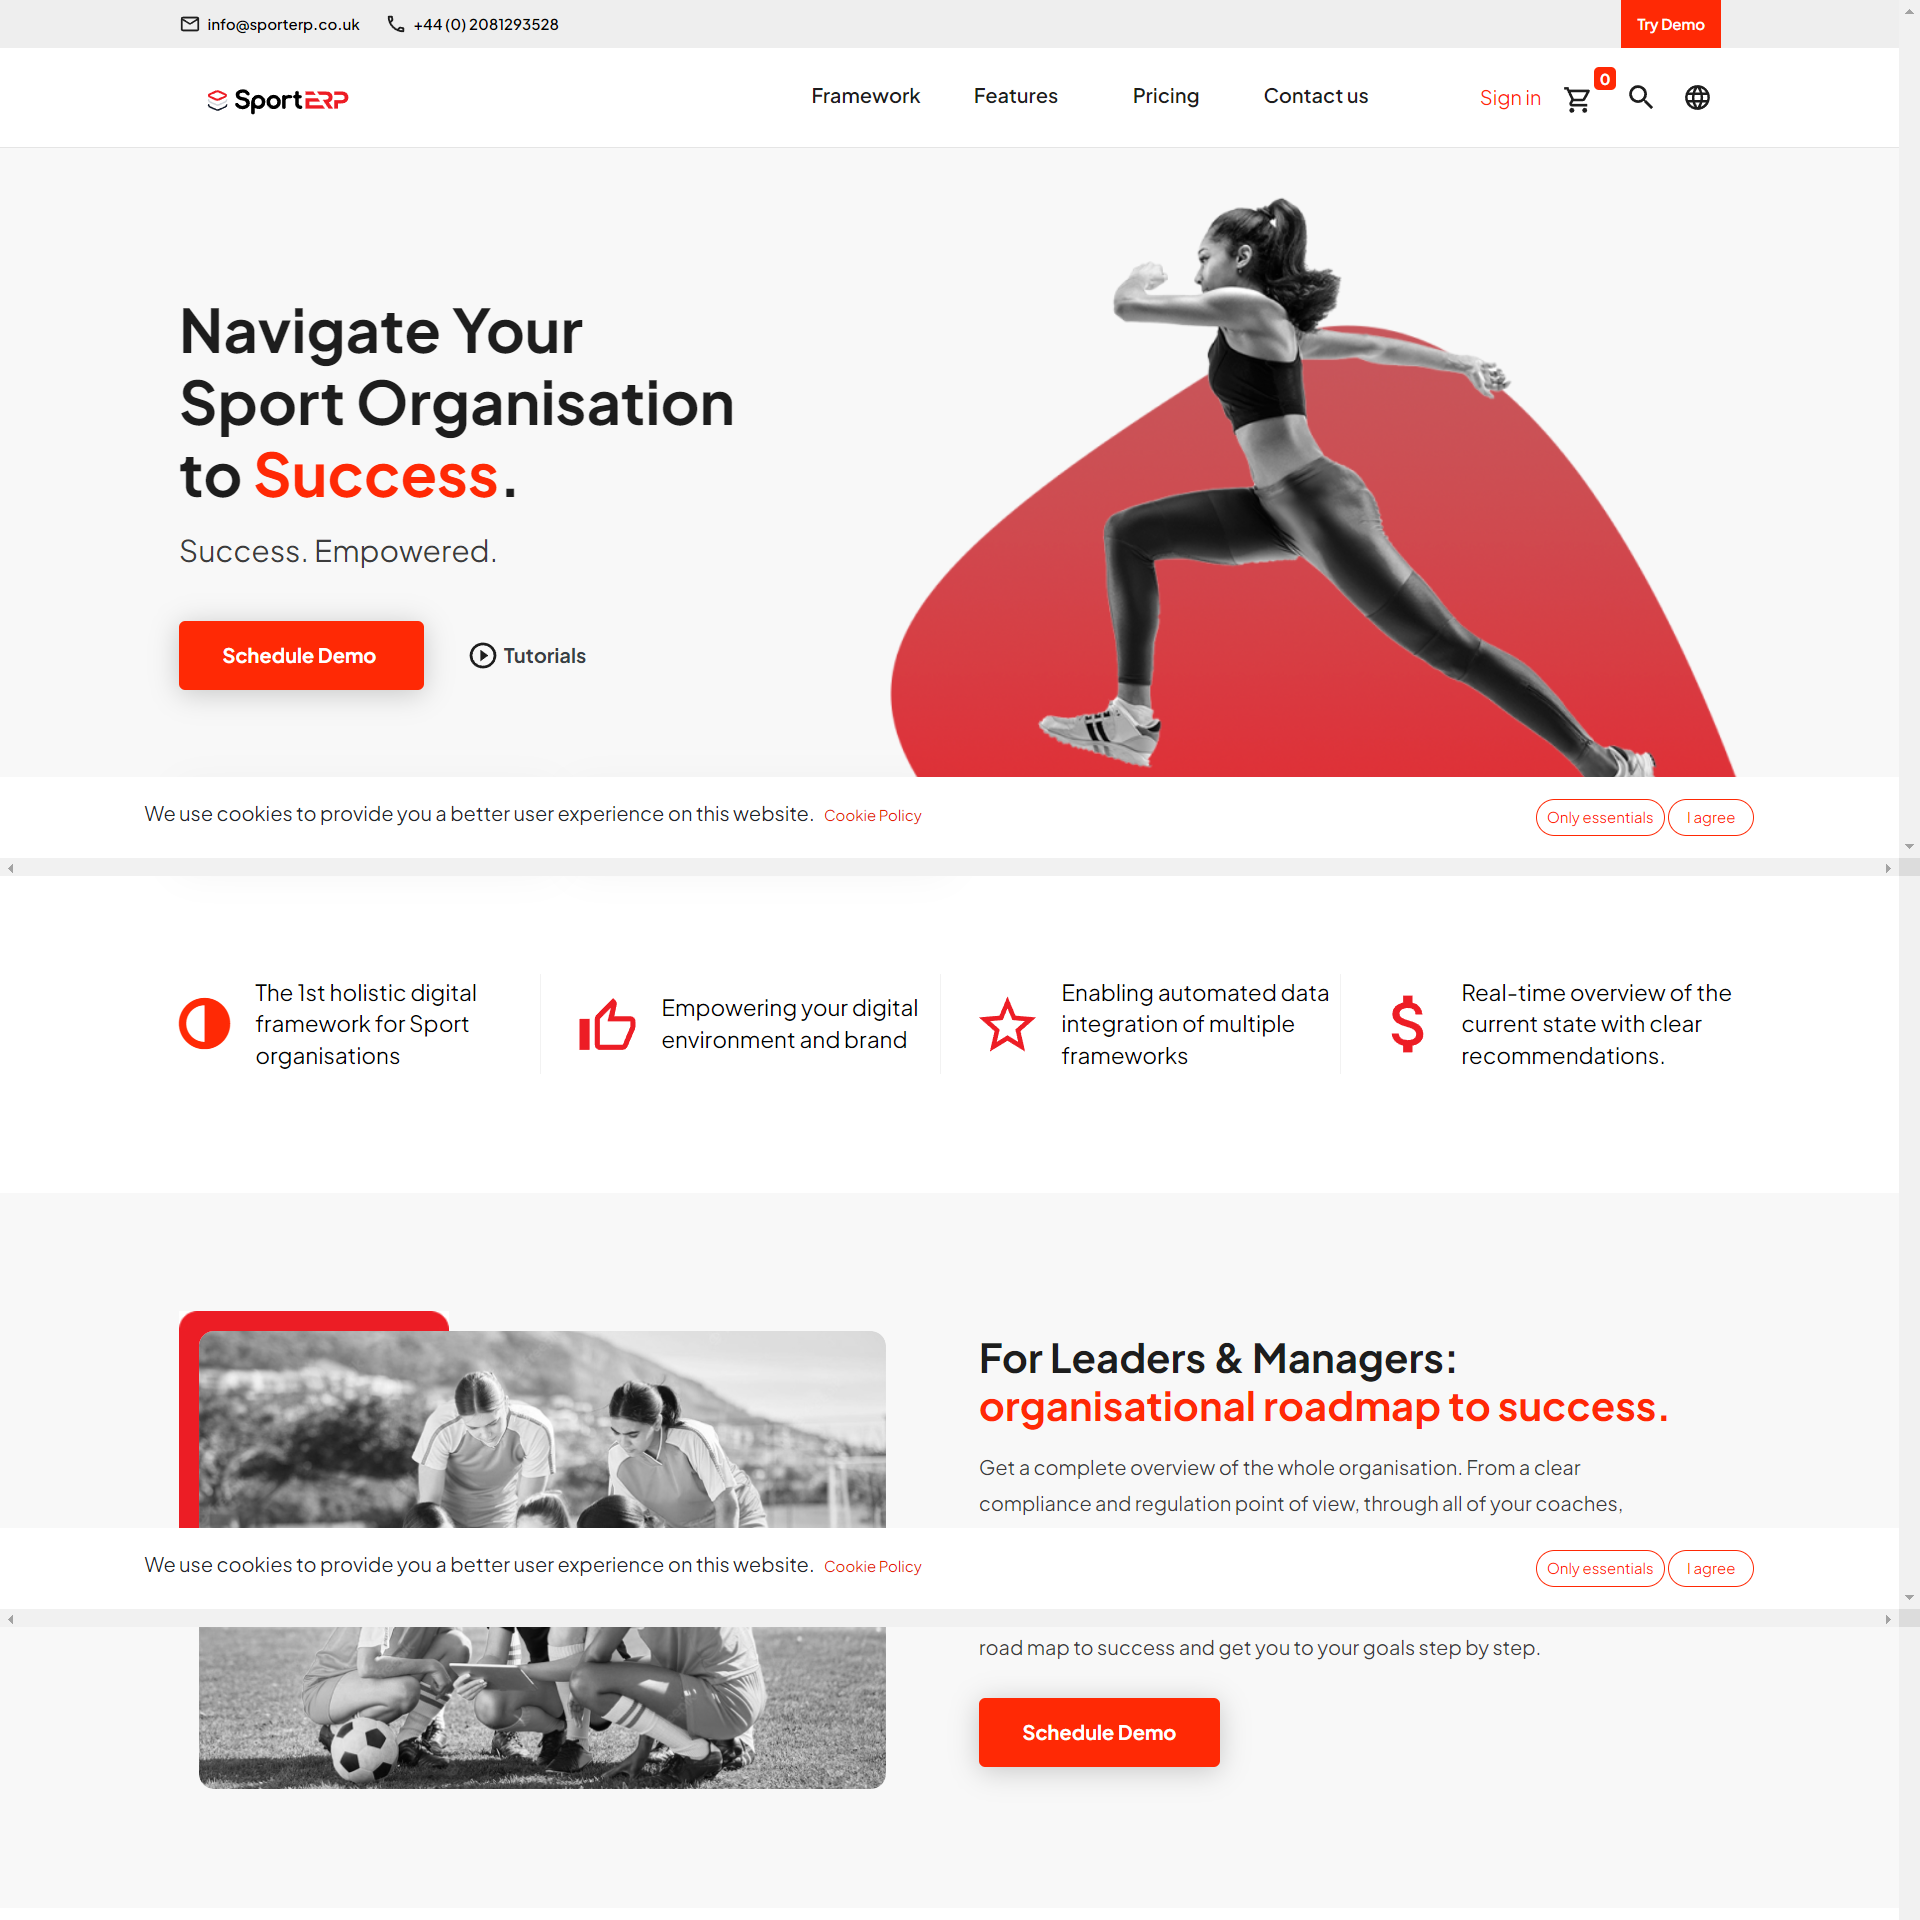 info@sporterp.co.uk
+44 (0) 2081293528
Try Demo
SportERP
Framework
Features
Pricing
Contact us
Sign in
0
Navigate Your
Sport Organisation
to Success.
Success. Empowered.
Schedule Demo
Tutorials
We use cookies to provide you a better user experience on this website. Cookie Policy
Only essentials
I agree
The 1st holistic digital
framework for Sport
organisations
Empowering your digital
environment and brand
Enabling automated data
integration of multiple
frameworks
Real-time overview of the
current state with clear
recommendations.
For Leaders & Managers:
organisational roadmap to success.
Get a complete overview of the whole organisation. From a clear
compliance and regulation point of view, through all of your coaches,
We use cookies to provide you a better user experience on this website. Cookie Policy
Only essentials
I agree
road map to success and get you to your goals step by step.
Schedule Demo